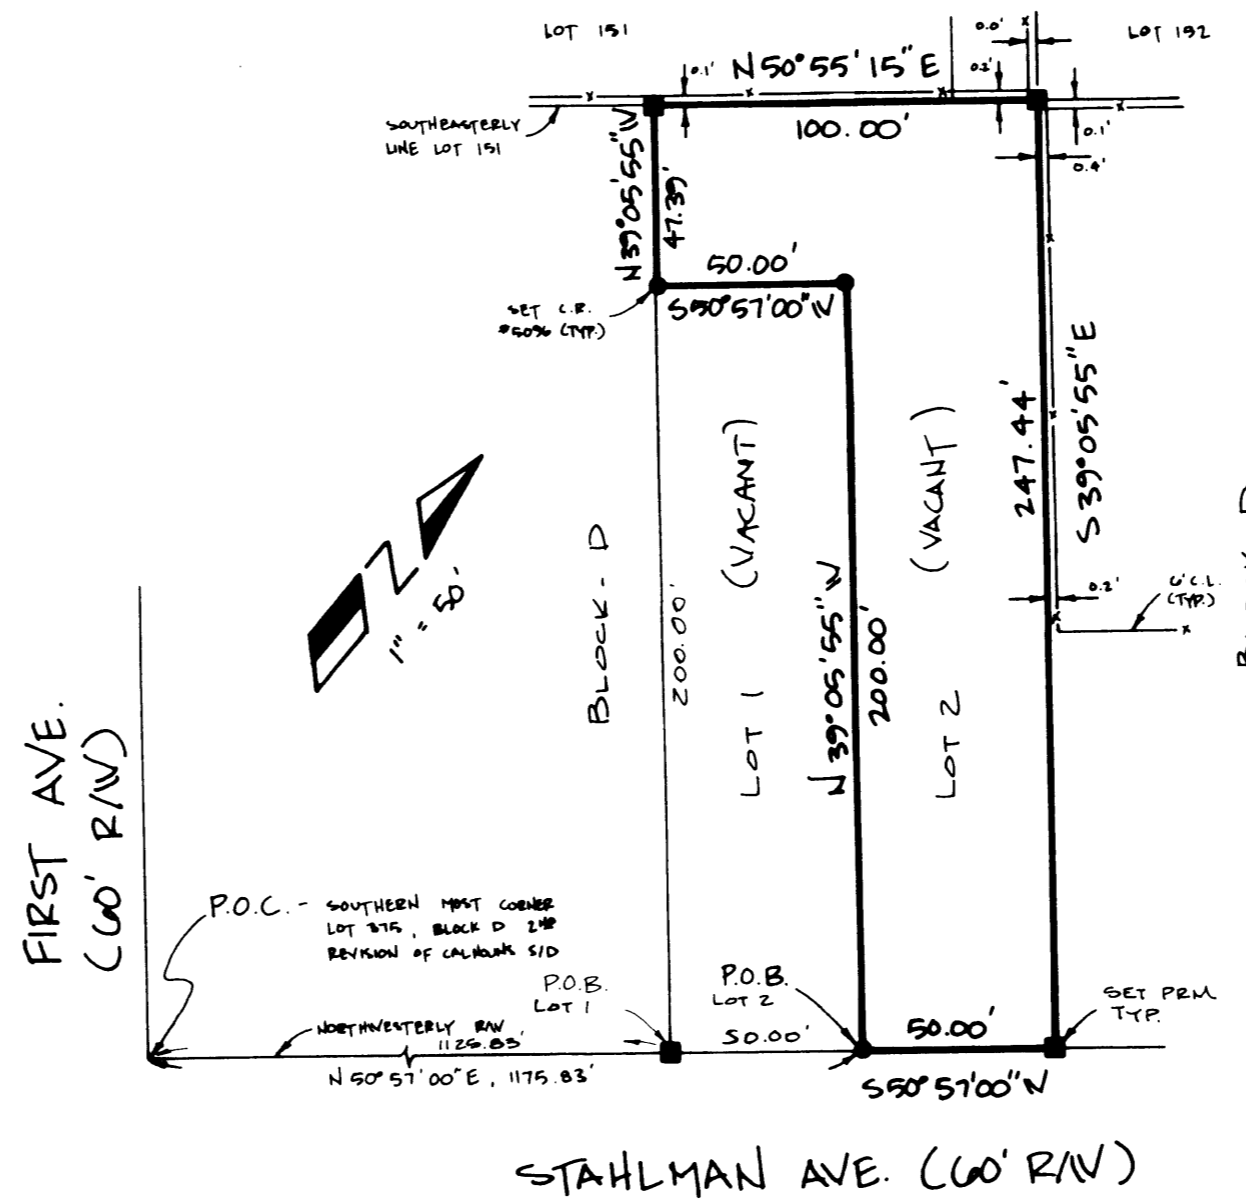 LOT 151
0.0'
LOT 152
0.1'
N 50° 55' 15" E
0.2'
SOUTHEASTERLY
LINE LOT 151
100.00'
0.1'
0.4'
N 39° 05' 55" W
47.39'
50.00'
S 50° 57' 00" W
SET C.R.
#5096 (TYP.)
247.44'
S 39° 05' 55" E
(VACANT)
(VACANT)
1" = 50'
BLOCK - D
200.00'
LOT 1
N 39° 05' 55" W
200.00'
LOT 2
0.2'
6' C.L.
(TYP.)
FIRST AVE.
(60' R/W)
P.O.C. - SOUTHERN MOST CORNER
LOT 375, BLOCK D 2ND
REVISION OF CALHOUNS S/D
P.O.B.
LOT 1
P.O.B.
LOT 2
SET PRM
TYP.
NORTHWESTERLY R/W
1125.83'
50.00'
50.00'
N 50° 57' 00" E, 1175.83'
S 50° 57' 00" W
STAHLMAN AVE. (60' R/W)